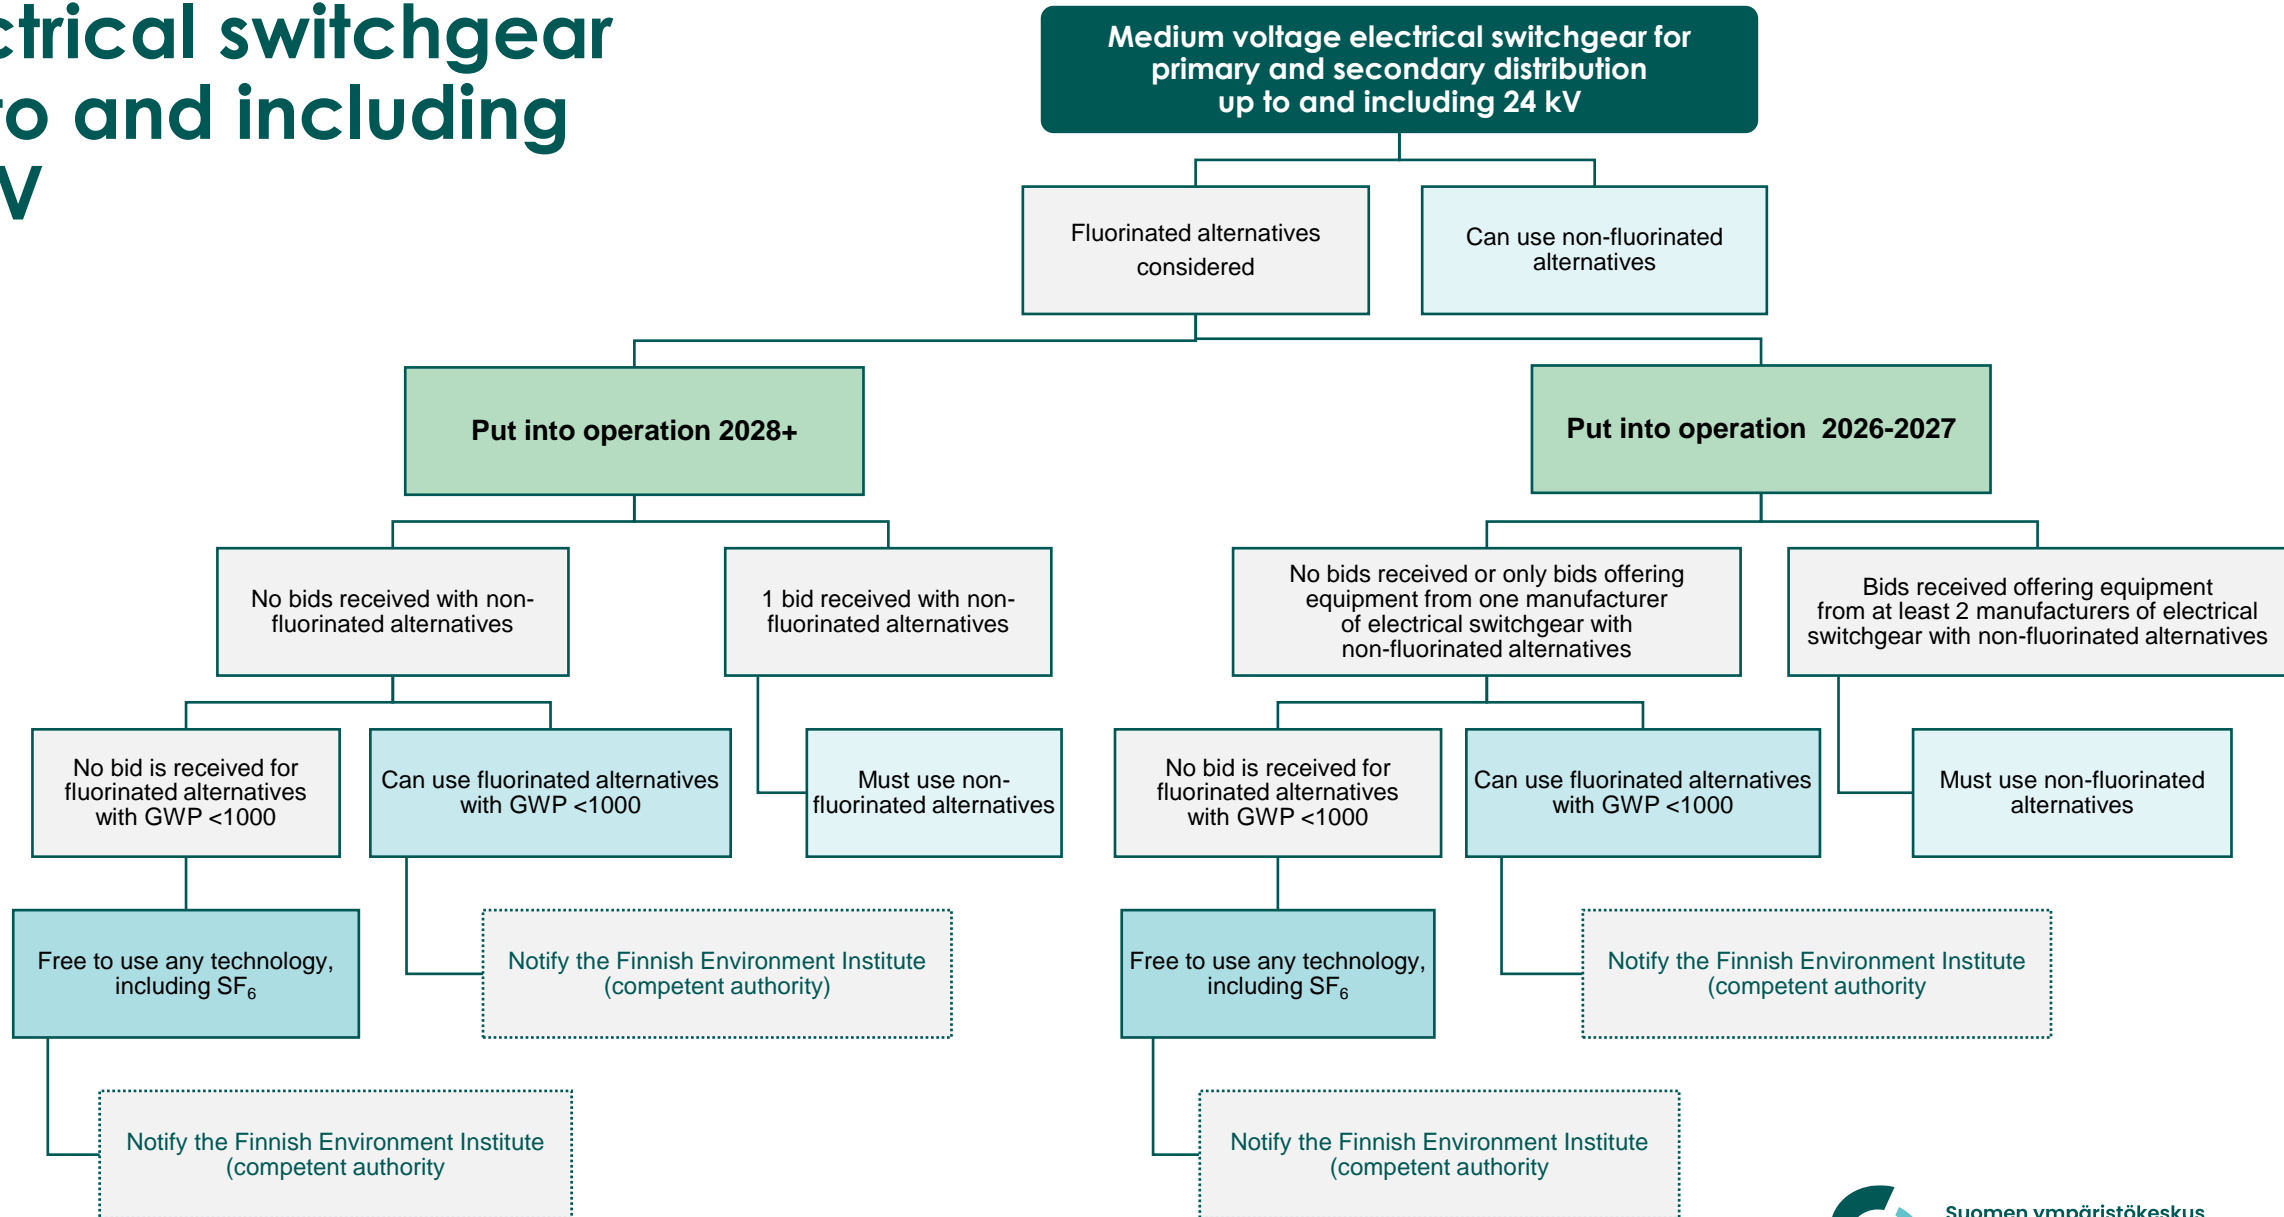 ctrical switchgear
to and including
V
Medium voltage electrical switchgear for
primary and secondary distribution
up to and including 24 kV
Fluorinated alternatives
considered
Can use non-fluorinated
alternatives
Put into operation 2028+
Put into operation 2026-2027
No bids received with non-
fluorinated alternatives
1 bid received with non-
fluorinated alternatives
No bids received or only bids offering
equipment from one manufacturer
of electrical switchgear with
non-fluorinated alternatives
Bids received offering equipment
from at least 2 manufacturers of electrical
switchgear with non-fluorinated alternatives
No bid is received for
fluorinated alternatives
with GWP <1000
Can use fluorinated alternatives
with GWP <1000
Must use non-
fluorinated alternatives
No bid is received for
fluorinated alternatives
with GWP <1000
Can use fluorinated alternatives
with GWP <1000
Must use non-fluorinated
alternatives
Free to use any technology,
including SF₆
Notify the Finnish Environment Institute
(competent authority)
Free to use any technology,
including SF₆
Notify the Finnish Environment Institute
(competent authority
Notify the Finnish Environment Institute
(competent authority
Notify the Finnish Environment Institute
(competent authority
Suomen ympäristökeskus